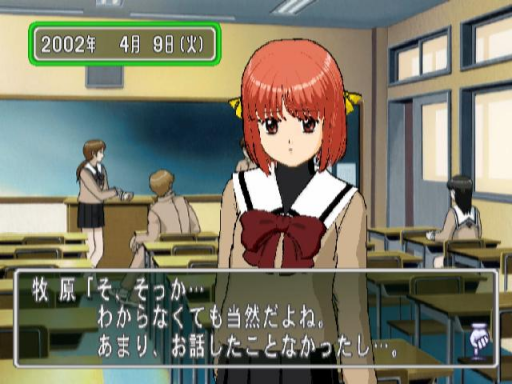 2002年 4月 9日(火)
牧原「そ、そっか…
わからなくても当然だよね。
あまり、お話したことなかったし…。